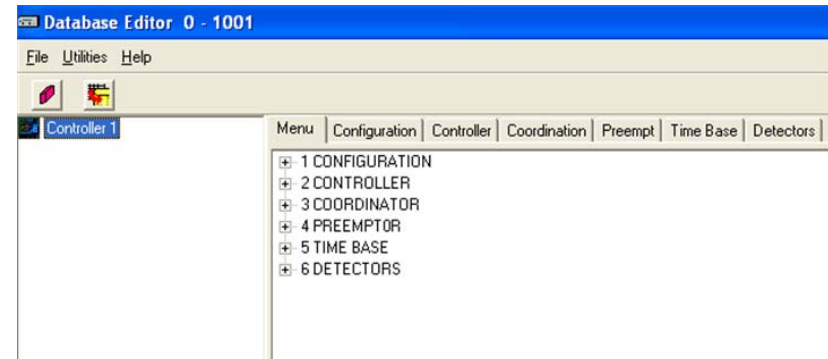 Database Editor 0 - 1001
File Utilities Help
Controller 1
Menu Configuration Controller Coordination Preempt Time Base Detectors
1 CONFIGURATION
2 CONTROLLER
3 COORDINATOR
4 PREEMPTOR
5 TIME BASE
6 DETECTORS